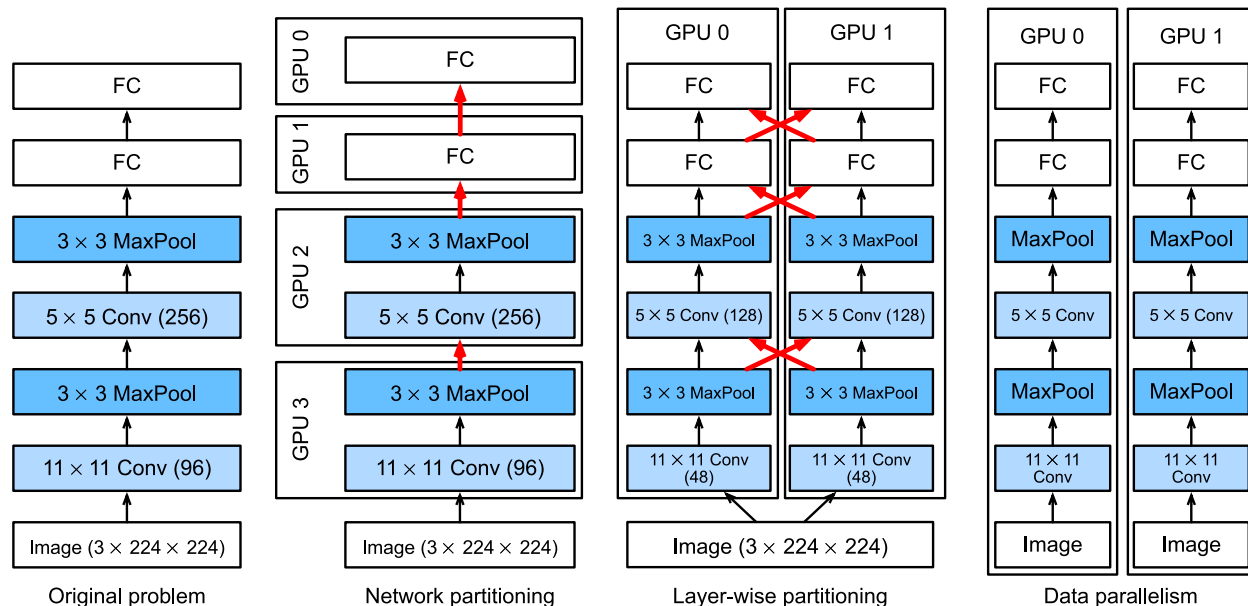 FC
FC
3 × 3 MaxPool
5 × 5 Conv (256)
3 × 3 MaxPool
11 × 11 Conv (96)
Image (3 × 224 × 224)
Original problem
GPU 0
FC
GPU 1
FC
GPU 2
3 × 3 MaxPool
5 × 5 Conv (256)
GPU 3
3 × 3 MaxPool
11 × 11 Conv (96)
Image (3 × 224 × 224)
Network partitioning
GPU 0
FC
FC
3 × 3 MaxPool
5 × 5 Conv (128)
3 × 3 MaxPool
11 × 11 Conv
(48)
GPU 1
FC
FC
3 × 3 MaxPool
5 × 5 Conv (128)
3 × 3 MaxPool
11 × 11 Conv
(48)
Image (3 × 224 × 224)
Layer-wise partitioning
GPU 0
FC
FC
MaxPool
5 × 5 Conv
MaxPool
11 × 11
Conv
Image
GPU 1
FC
FC
MaxPool
5 × 5 Conv
MaxPool
11 × 11
Conv
Image
Data parallelism